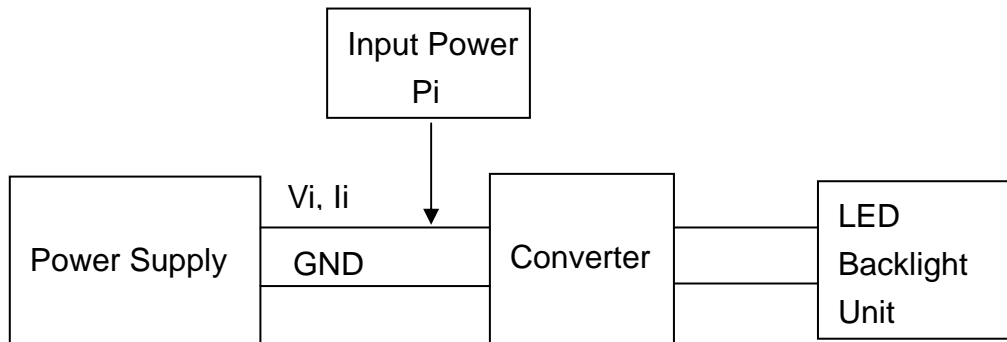 Input Power
Pi
Vi, Ii
Power Supply
GND
Converter
LED
Backlight
Unit